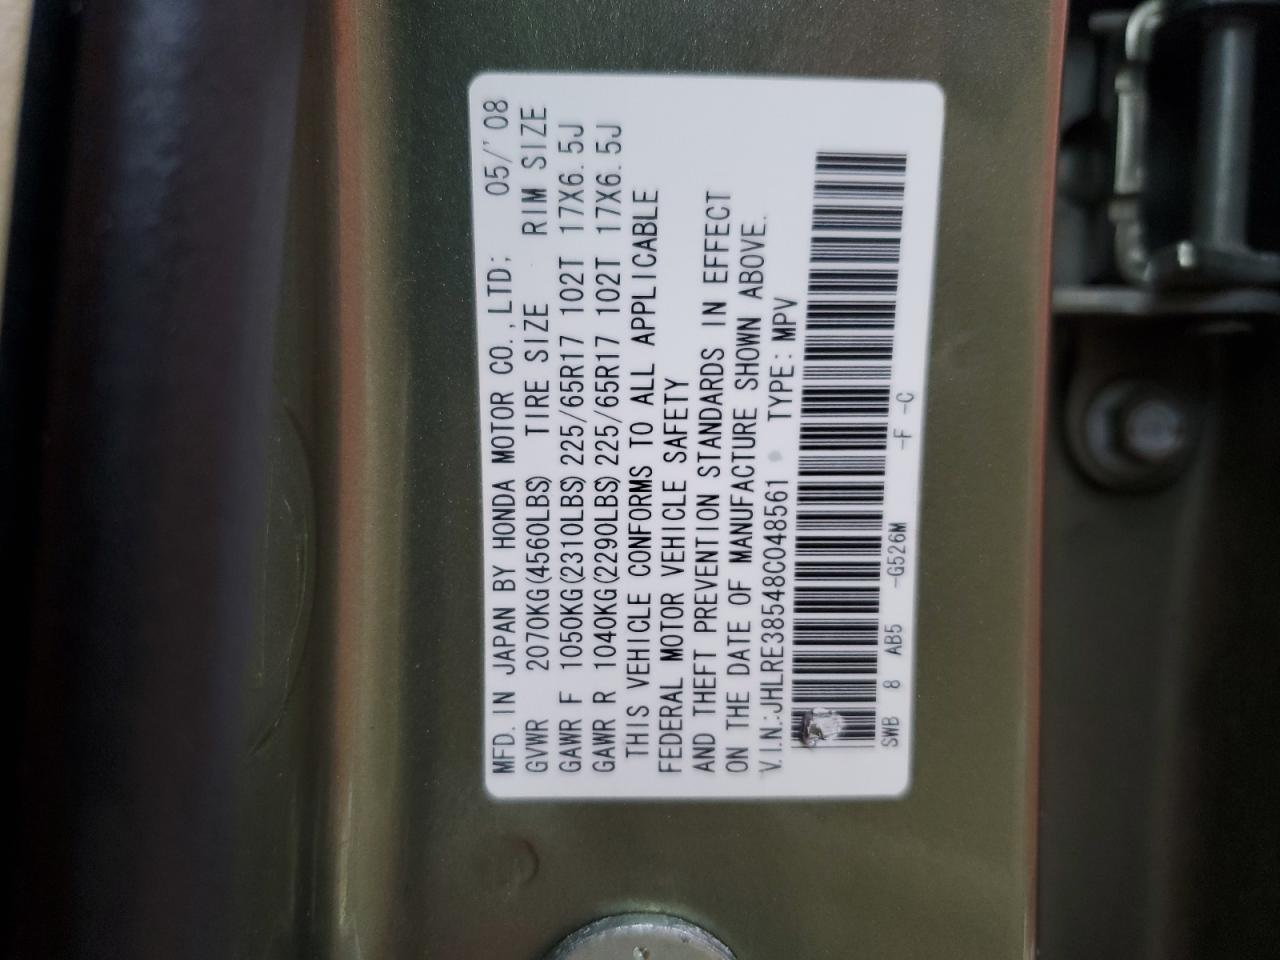 MFD. IN JAPAN BY HONDA MOTOR CO., LTD; 05/'08
GVWR 2070KG(4560LBS) TIRE SIZE RIM SIZE
GAWR F 1050KG(2310LBS) 225/65R17 102T 17X6.5J
GAWR R 1040KG(2290LBS) 225/65R17 102T 17X6.5J
THIS VEHICLE CONFORMS TO ALL APPLICABLE
FEDERAL MOTOR VEHICLE SAFETY
AND THEFT PREVENTION STANDARDS IN EFFECT
ON THE DATE OF MANUFACTURE SHOWN ABOVE.
V.I.N.:JHLRE38548C048561 TYPE:MPV
SWB 8 AB5 -G526M -F -C